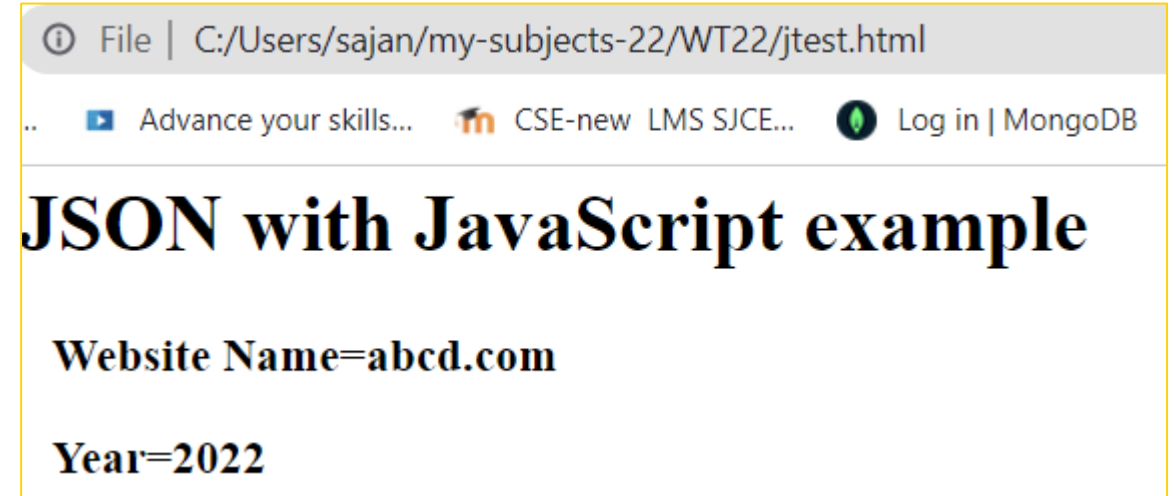 File | C:/Users/sajan/my-subjects-22/WT22/jtest.html
.. Advance your skills... CSE-new LMS SJCE... Log in | MongoDB
JSON with JavaScript example
Website Name=abcd.com
Year=2022